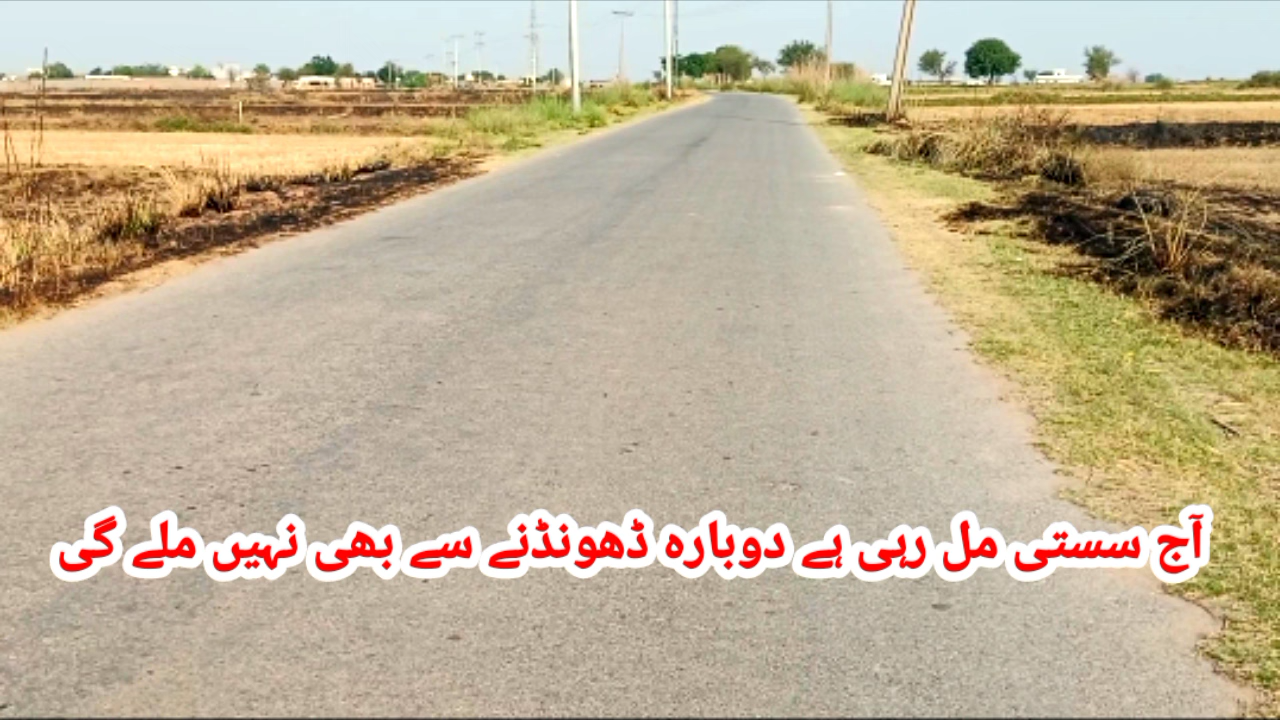 آج سستی مل رہی ہے دوبارہ ڈھونڈنے سے بھی نہیں ملے گی